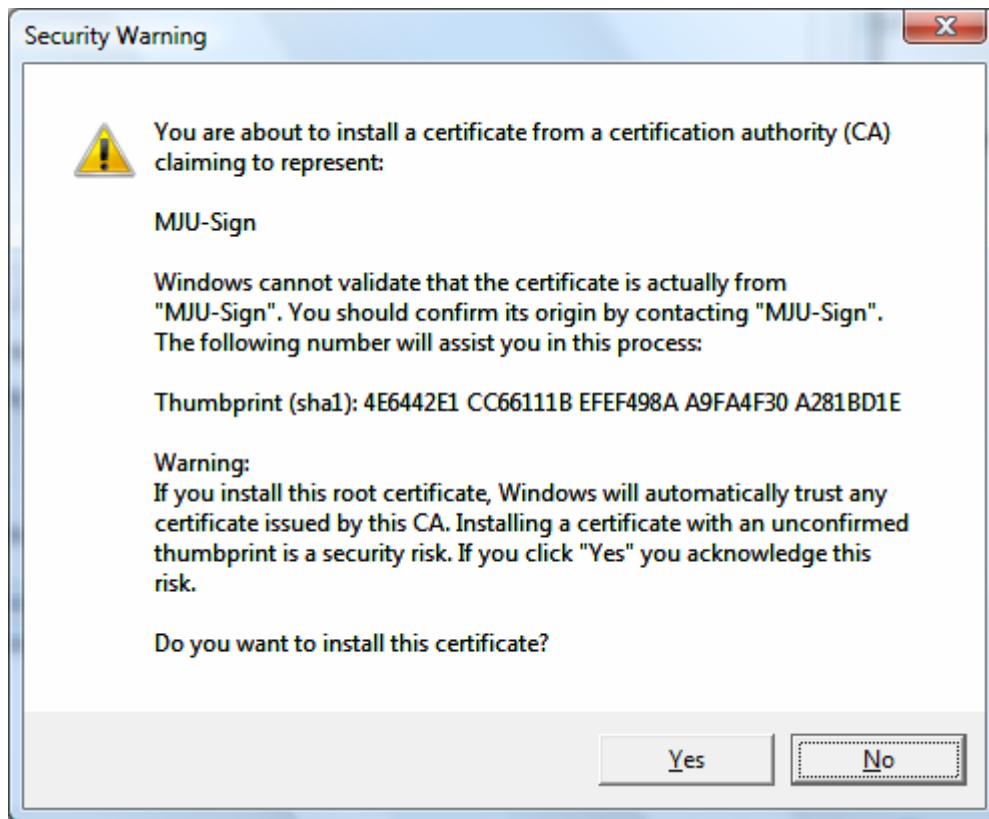 Security Warning
You are about to install a certificate from a certification authority (CA)
claiming to represent:
MJU-Sign
Windows cannot validate that the certificate is actually from
"MJU-Sign". You should confirm its origin by contacting "MJU-Sign".
The following number will assist you in this process:
Thumbprint (sha1): 4E6442E1 CC66111B EFEF498A A9FA4F30 A281BD1E
Warning:
If you install this root certificate, Windows will automatically trust any
certificate issued by this CA. Installing a certificate with an unconfirmed
thumbprint is a security risk. If you click "Yes" you acknowledge this
risk.
Do you want to install this certificate?
Yes
No